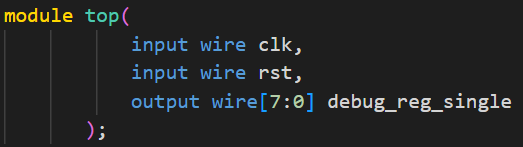 module top(
input wire clk,
input wire rst,
output wire[7:0] debug_reg_single
);